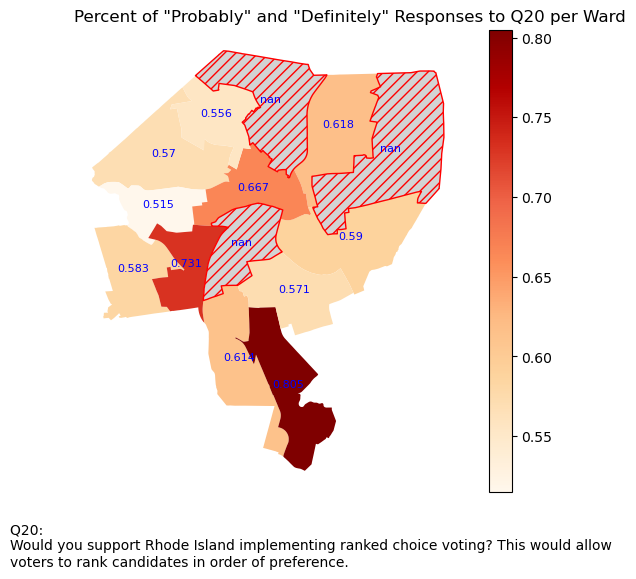 Percent of "Probably" and "Definitely" Responses to Q20 per Ward
0.80
nan
0.556
0.618
0.75
nan
0.57
0.667
0.70
0.515
0.59
nan
0.731
0.583
0.65
0.571
0.60
0.614
0.805
0.55
Q20:
Would you support Rhode Island implementing ranked choice voting? This would allow
voters to rank candidates in order of preference.